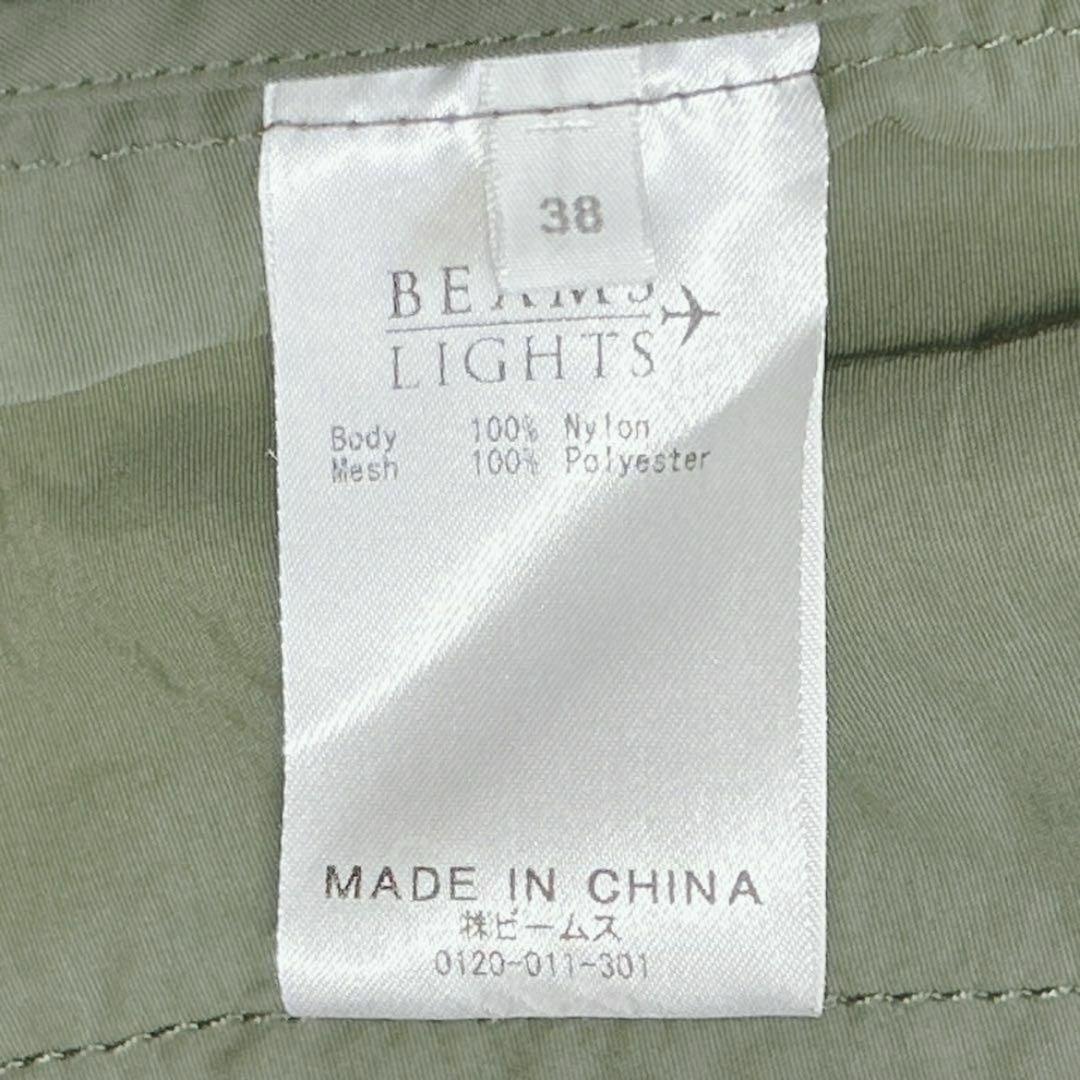 38
BEAMS
LIGHTS
Body 100% Nylon
Mesh 100% Polyester
MADE IN CHINA
㈱ビームス
0120-011-301